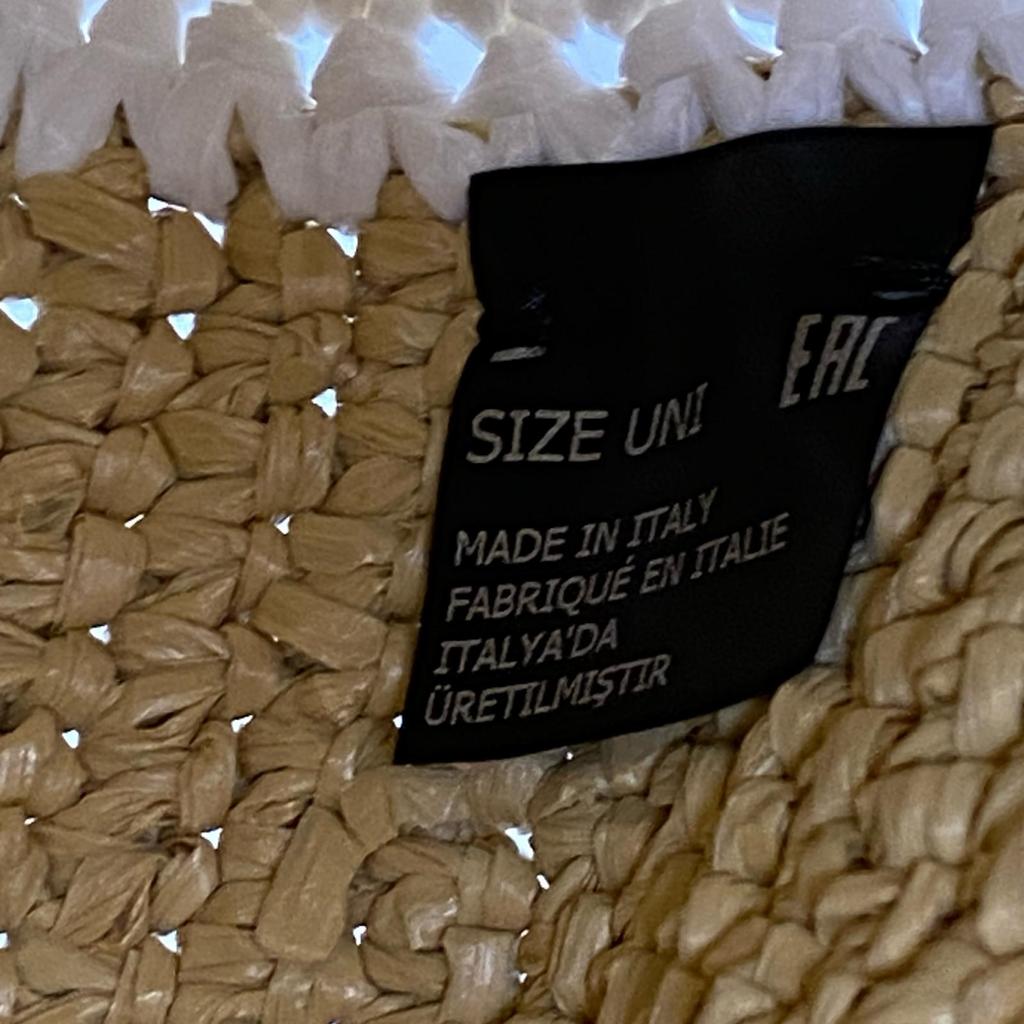 EAC
SIZE UNI
MADE IN ITALY
FABRIQUÉ EN ITALIE
ITALYA'DA
ÜRETILMIŞTIR